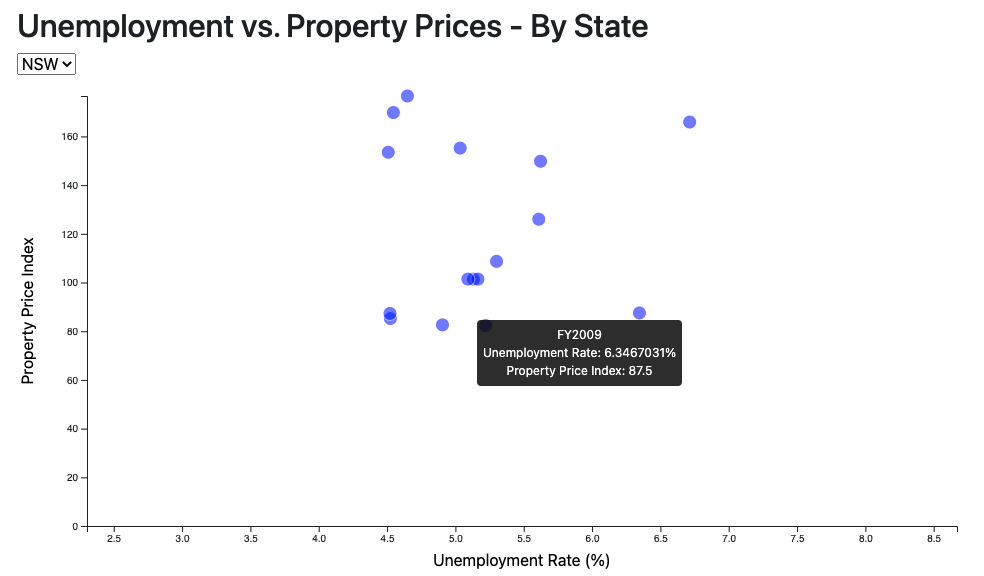 Unemployment vs. Property Prices - By State
NSW
160
140
120
100
80
60
40
20
0
Property Price Index
FY2009
Unemployment Rate: 6.3467031%
Property Price Index: 87.5
2.5 3.0 3.5 4.0 4.5 5.0 5.5 6.0 6.5 7.0 7.5 8.0 8.5
Unemployment Rate (%)